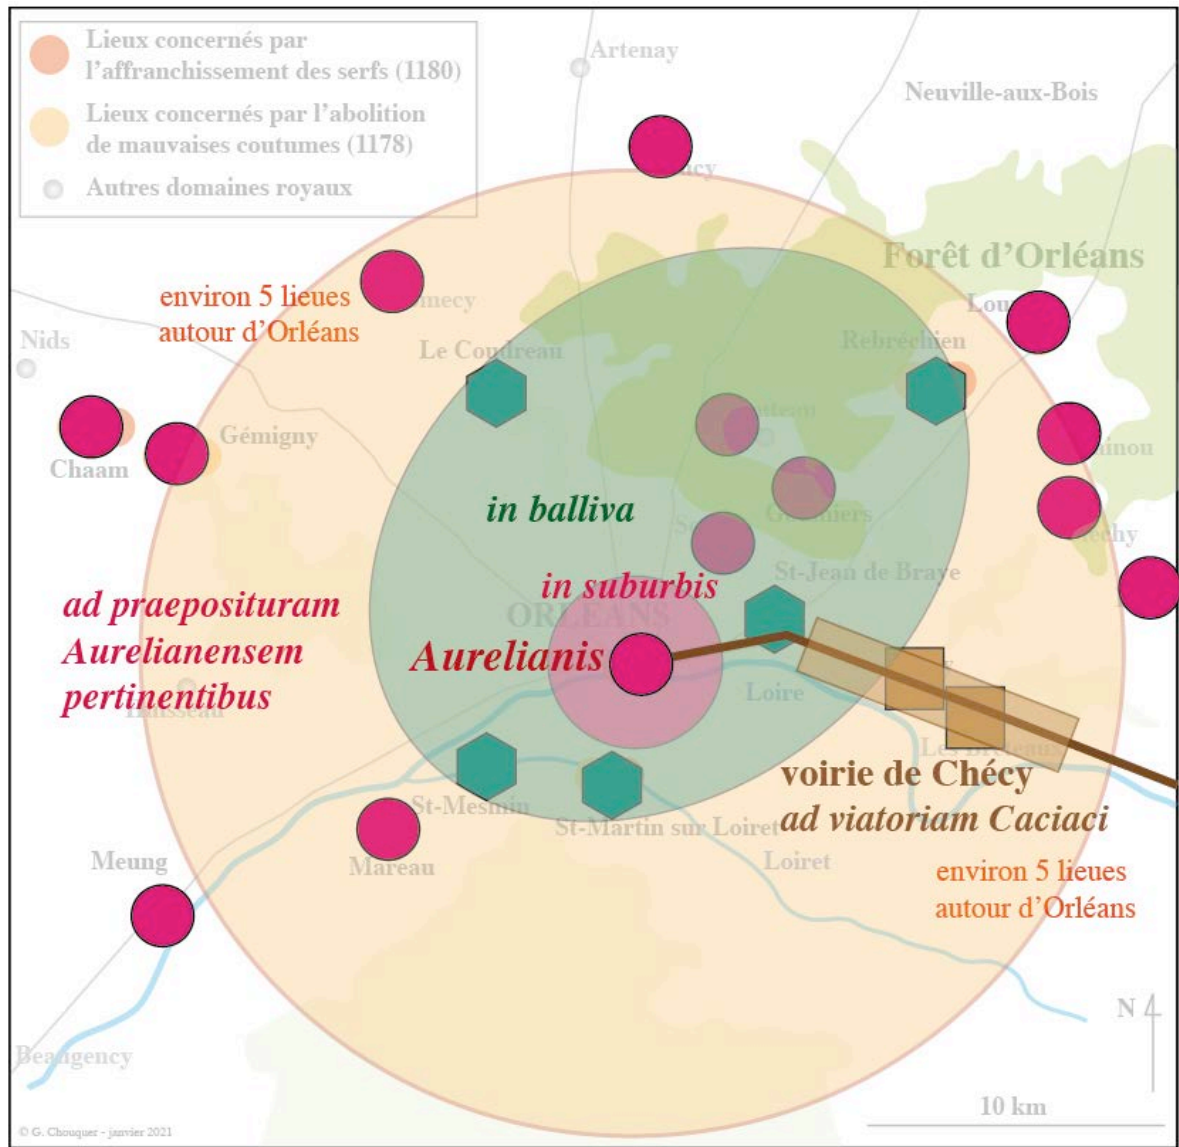 Lieux concernés par
l'affranchissement des serfs (1180)
Lieux concernés par l'abolition
de mauvaises coutumes (1178)
Autres domaines royaux
Artenay
Neuville-aux-Bois
Forêt d'Orléans
environ 5 lieues
autour d'Orléans
Nids
Le Coudreau
Rebréchien
Gémigny
Chaam
in balliva
in suburbis
St-Jean de Braye
ORLEANS
ad praeposituram
Aurelianensem
pertinentibus
Aurelianis
Loire
voirie de Chécy
ad viatoriam Caciaci
St-Mesmin
St-Martin sur Loiret
Mareau
Loiret
Meung
environ 5 lieues
autour d'Orléans
N
Beaugency
10 km
© G. Chouquer - janvier 2021